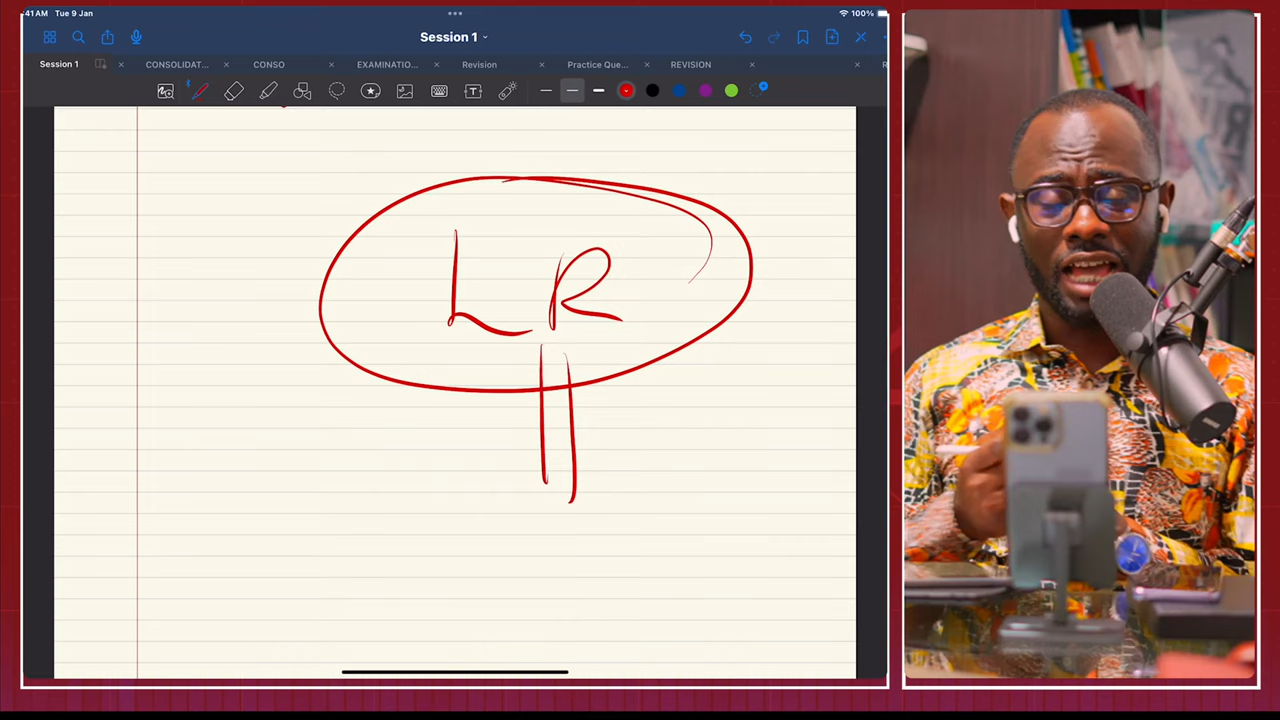 :41 AM Tue 9 Jan
100%
Session 1
Session 1
CONSOLIDAT...
CONSO
EXAMINATIO...
Revision
Practice Que...
REVISION
T
LR